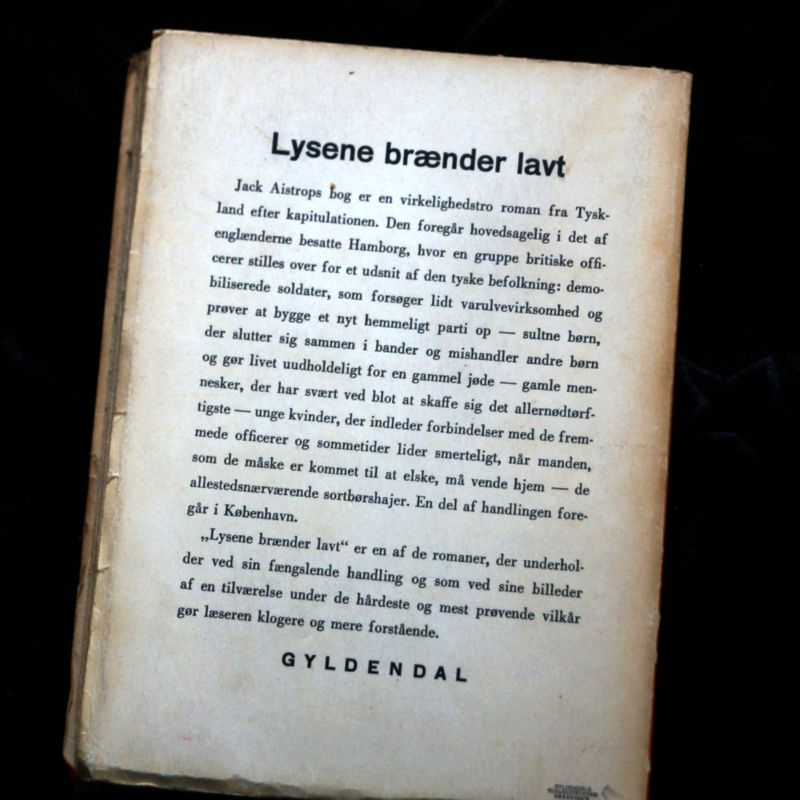 Lysene brænder lavt
Jack Aistrops bog er en virkelighedstro roman fra Tysk-
land efter kapitulationen. Den foregår hovedsagelig i det af
englænderne besatte Hamborg, hvor en gruppe britiske offi-
cerer stilles over for et udsnit af den tyske befolkning: demo-
biliserede soldater, som forsøger lidt varulvevirksomhed og
prøver at bygge et nyt hemmeligt parti op — sultne børn,
der slutter sig sammen i bander og mishandler andre børn
og gør livet uudholdeligt for en gammel jøde — gamle men-
nesker, der har svært ved blot at skaffe sig det allernødtørf-
tigste — unge kvinder, der indleder forbindelser med de frem-
mede officerer og sommetider lider smerteligt, når manden,
som de måske er kommet til at elske, må vende hjem — de
allestedsnærværende sortbørshajer. En del af handlingen fore-
går i København.
„Lysene brænder lavt“ er en af de romaner, der underhol-
der ved sin fængslende handling og som ved sine billeder
af en tilværelse under de hårdeste og mest prøvende vilkår
gør læseren klogere og mere forstående.
GYLDENDAL